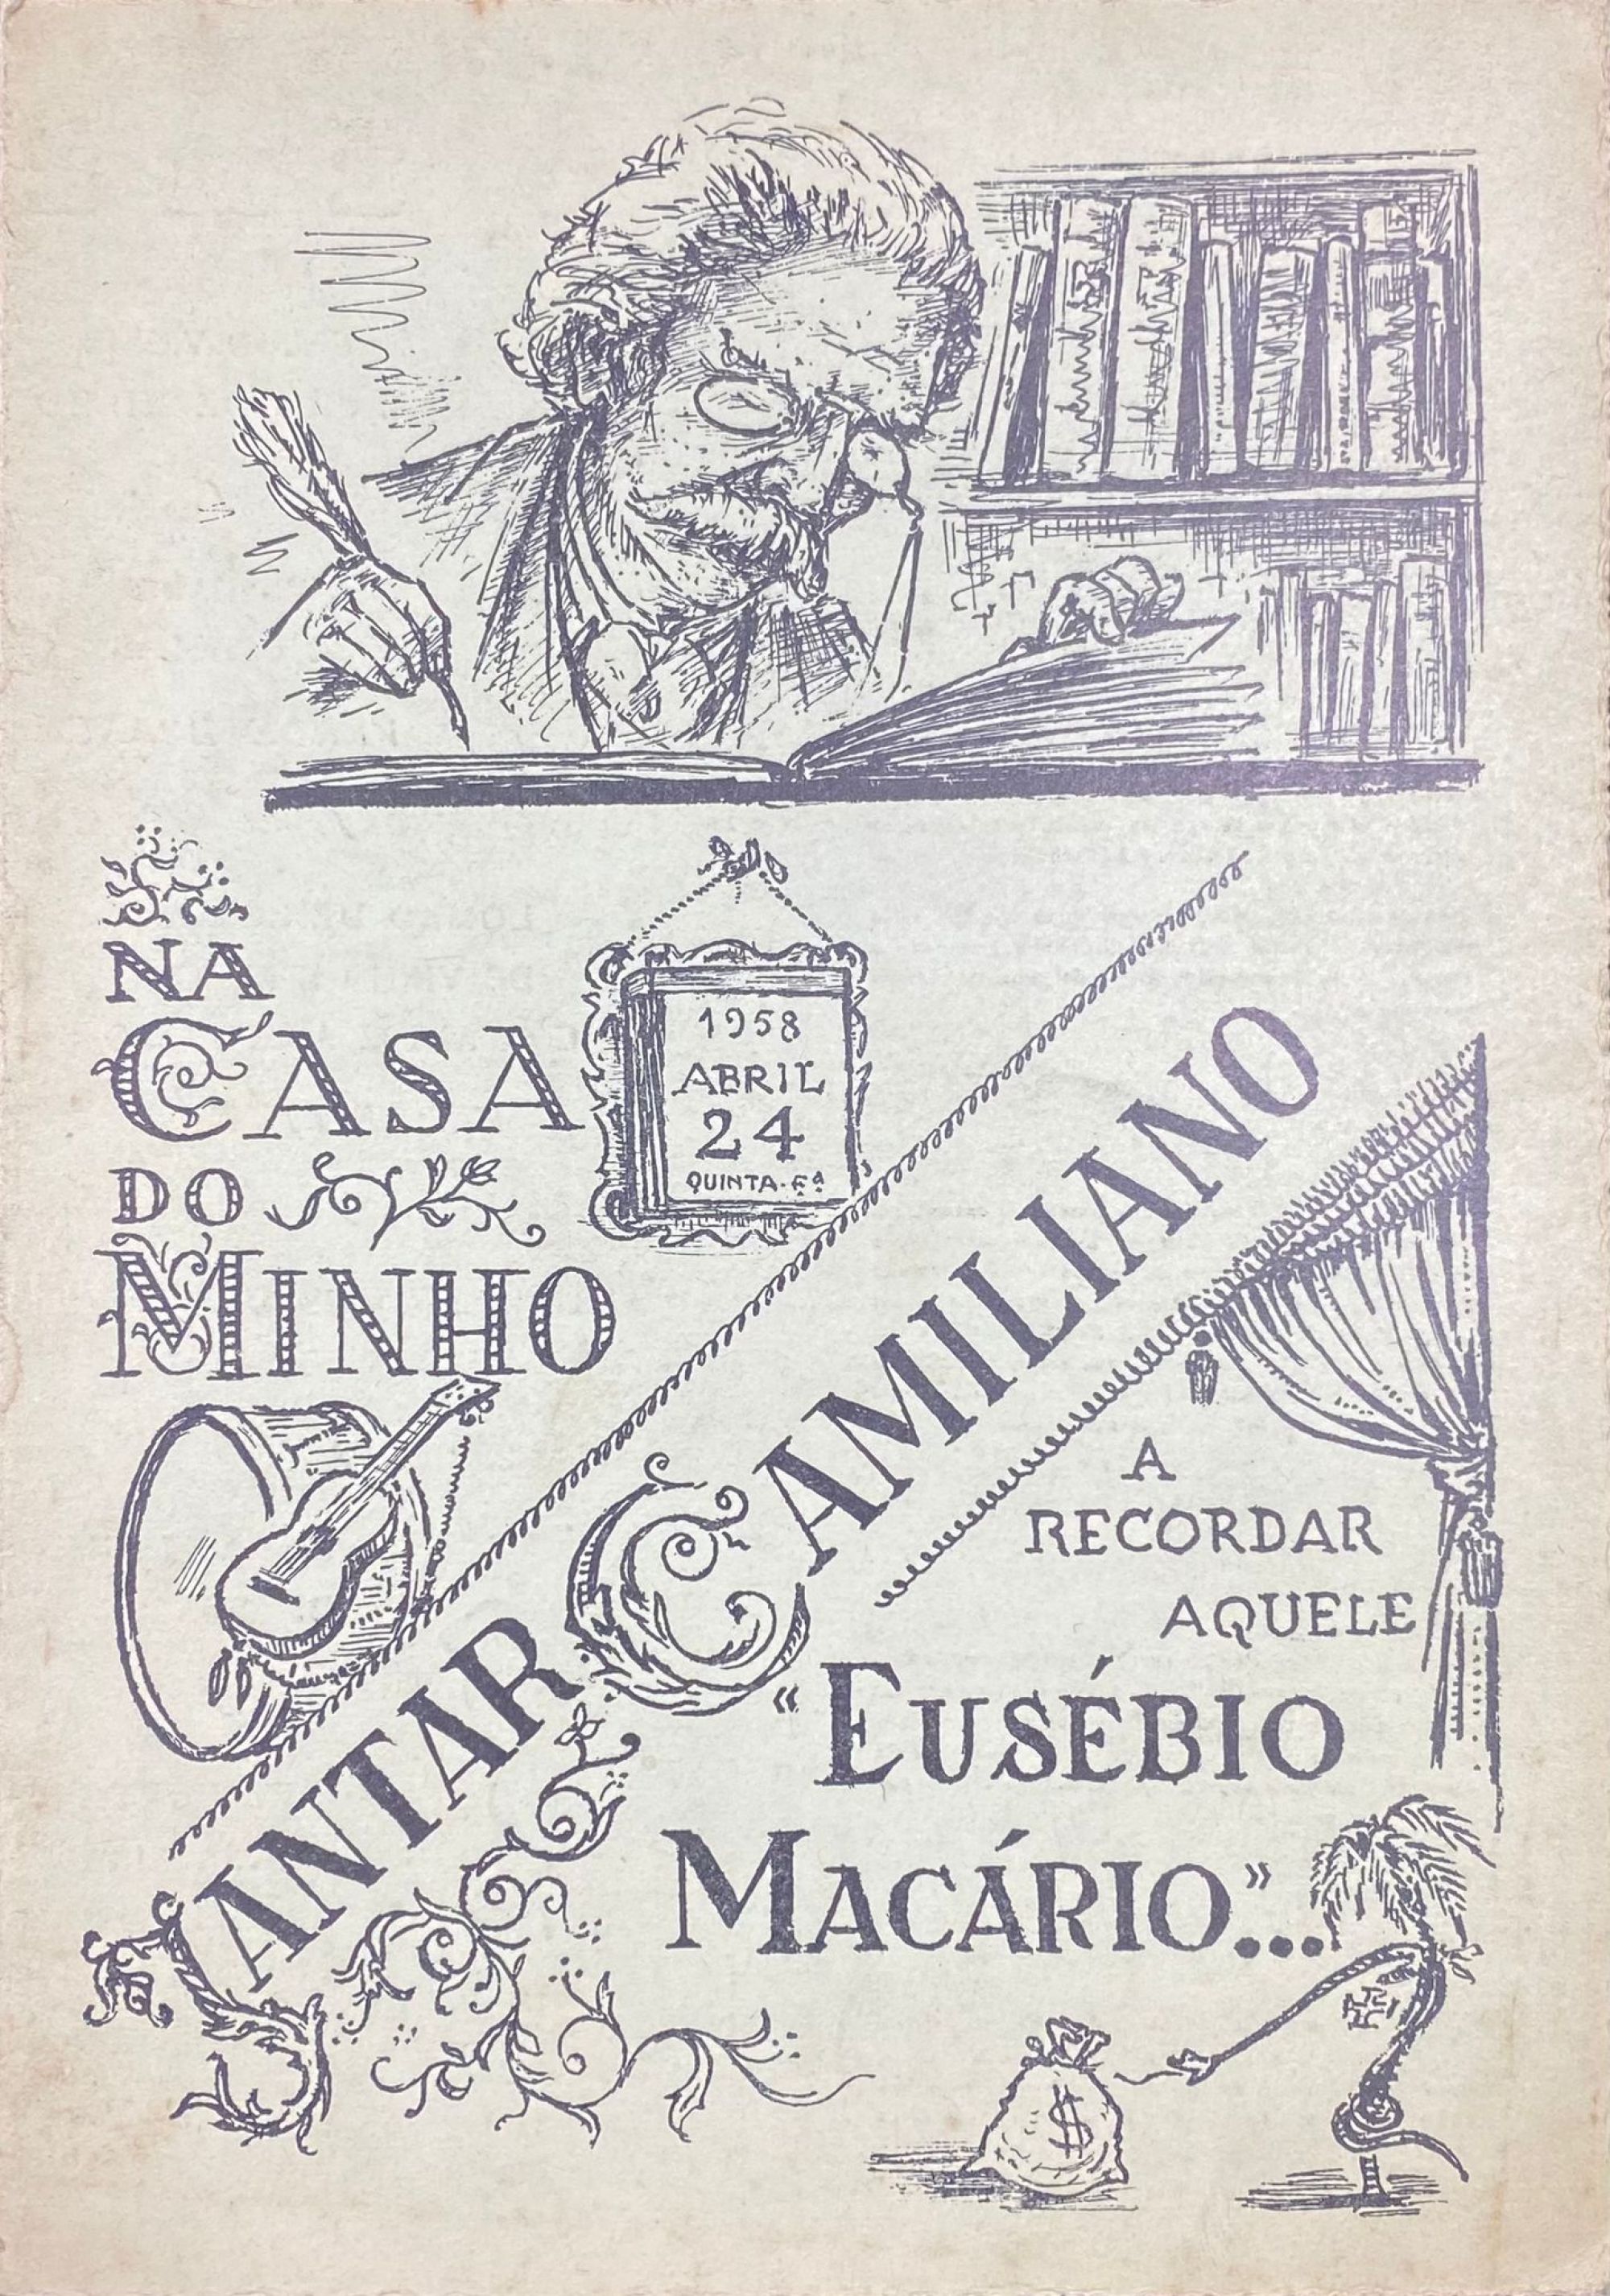 NA
CASA
DO
MINHO
1958
ABRIL
24
QUINTA-Fª
JANTAR CAMILIANO
A
RECORDAR
AQUELE
“EUSÉBIO
MACÁRIO”...
$